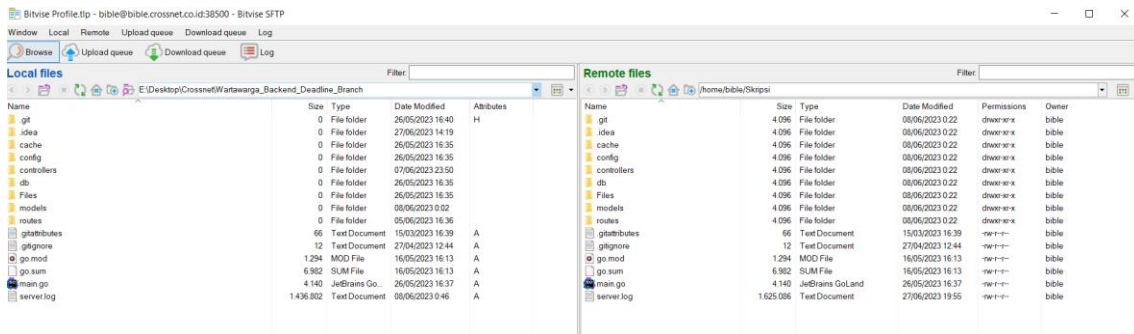 Bitvise Profile.tlp - bible@bible.crossnet.co.id:38500 - Bitvise SFTP
Window Local Remote Upload queue Download queue Log
Browse Upload queue Download queue Log
Local files Filter:
E:\Desktop\Crossnet\Wartawarga_Backend_Deadline_Branch
Name Size Type Date Modified Attributes
.git 0 File folder 26/05/2023 16:40 H
.idea 0 File folder 27/06/2023 14:19
cache 0 File folder 26/05/2023 16:35
config 0 File folder 26/05/2023 16:35
controllers 0 File folder 07/06/2023 23:50
db 0 File folder 26/05/2023 16:35
Files 0 File folder 26/05/2023 16:35
models 0 File folder 08/06/2023 0:02
routes 0 File folder 05/06/2023 16:36
.gitattributes 66 Text Document 15/03/2023 16:39 A
.gitignore 12 Text Document 27/04/2023 12:44 A
go.mod 1.294 MOD File 16/05/2023 16:13 A
go.sum 6.982 SUM File 16/05/2023 16:13 A
main.go 4.140 JetBrains Go... 26/05/2023 16:37 A
server.log 1.436.802 Text Document 08/06/2023 0:46 A
Remote files Filter:
/home/bible/Skripsi
Name Size Type Date Modified Permissions Owner
.git 4.096 File folder 08/06/2023 0:22 drwxr-xr-x bible
.idea 4.096 File folder 08/06/2023 0:22 drwxr-xr-x bible
cache 4.096 File folder 08/06/2023 0:22 drwxr-xr-x bible
config 4.096 File folder 08/06/2023 0:22 drwxr-xr-x bible
controllers 4.096 File folder 08/06/2023 0:22 drwxr-xr-x bible
db 4.096 File folder 08/06/2023 0:22 drwxr-xr-x bible
Files 4.096 File folder 08/06/2023 0:22 drwxr-xr-x bible
models 4.096 File folder 08/06/2023 0:22 drwxr-xr-x bible
routes 4.096 File folder 08/06/2023 0:22 drwxr-xr-x bible
.gitattributes 66 Text Document 15/03/2023 16:39 -rw-r--r-- bible
.gitignore 12 Text Document 27/04/2023 12:44 -rw-r--r-- bible
go.mod 1.294 MOD File 16/05/2023 16:13 -rw-r--r-- bible
go.sum 6.982 SUM File 16/05/2023 16:13 -rw-r--r-- bible
main.go 4.140 JetBrains GoLand 26/05/2023 16:37 -rw-r--r-- bible
server.log 1.625.086 Text Document 27/06/2023 19:55 -rw-r--r-- bible